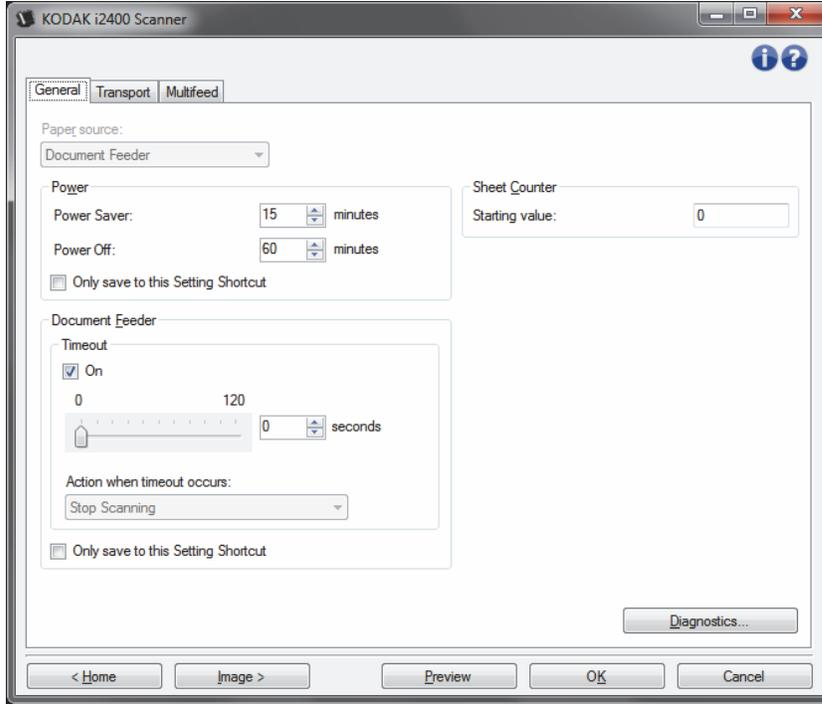 KODAK i2400 Scanner
General Transport Multifeed
Paper source:
Document Feeder
Power
Power Saver: 15 minutes
Power Off: 60 minutes
Only save to this Setting Shortcut
Sheet Counter
Starting value: 0
Document Feeder
Timeout
On
0 120
0 seconds
Action when timeout occurs:
Stop Scanning
Only save to this Setting Shortcut
Diagnostics...
< Home Image > Preview OK Cancel